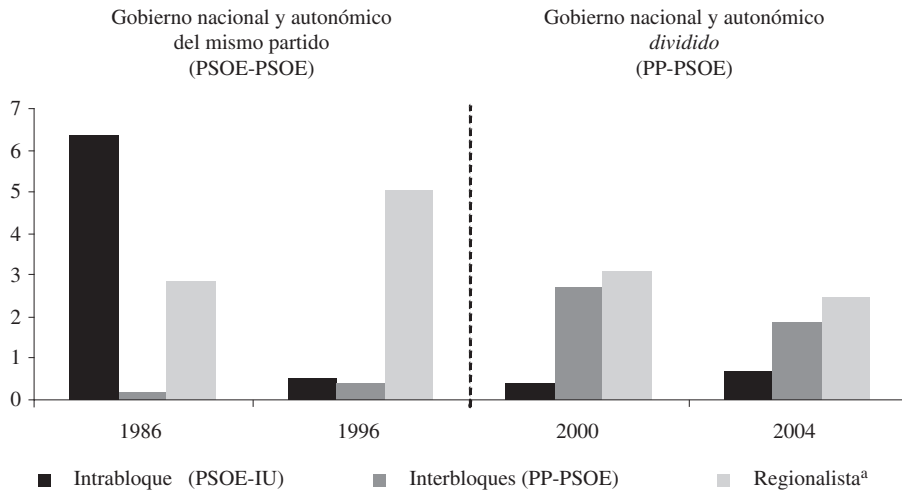 Gobierno nacional y autonómico
del mismo partido
(PSOE-PSOE)
Gobierno nacional y autonómico
dividido
(PP-PSOE)
7
6
5
4
3
2
1
0
1986 1996 2000 2004
Intrabloque (PSOE-IU) Interbloques (PP-PSOE) Regionalistaª